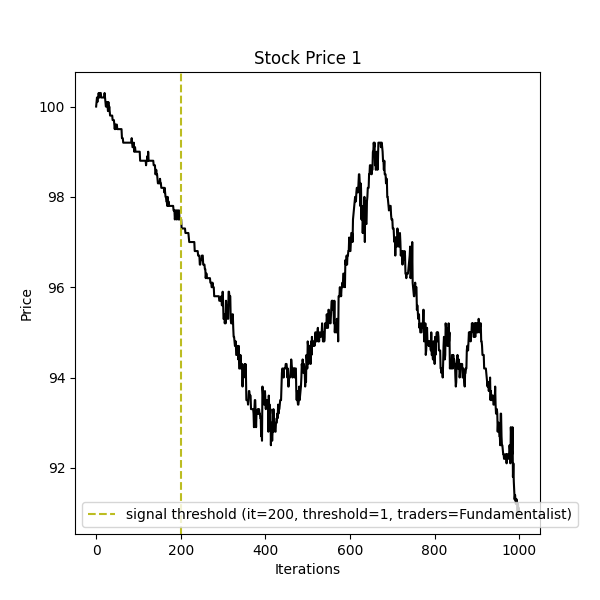 Stock Price 1
100
98
96
94
92
Price
signal threshold (it=200, threshold=1, traders=Fundamentalist)
0 200 400 600 800 1000
Iterations